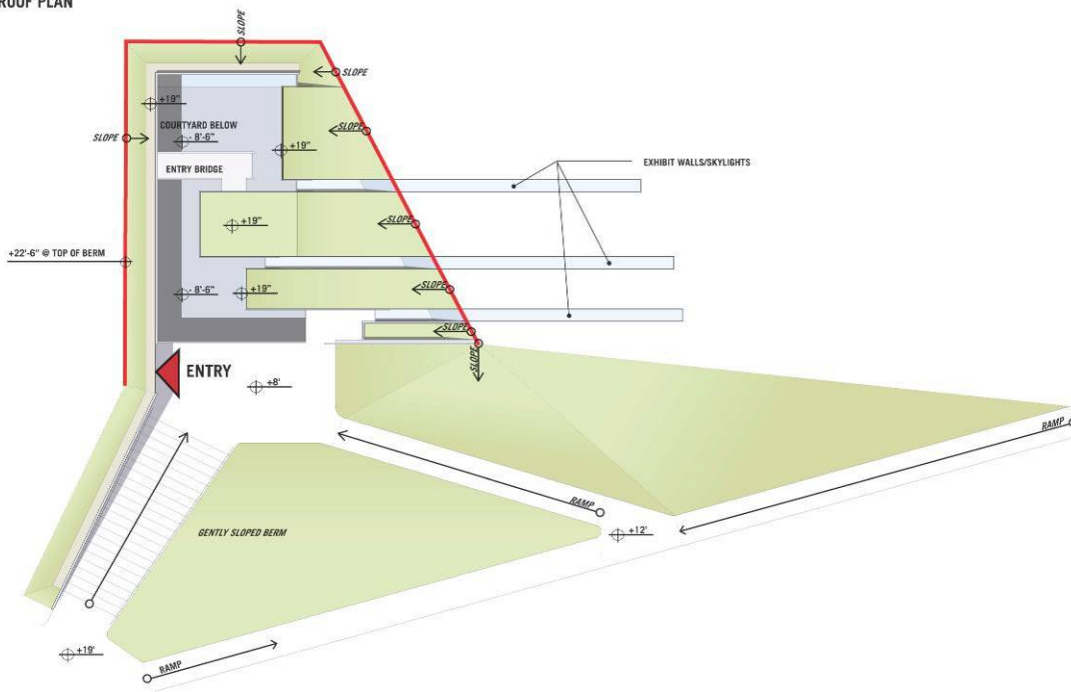 ROOF PLAN
SLOPE
SLOPE
+19"
COURTYARD BELOW
SLOPE
- 8'-6"
SLOPE
+19"
ENTRY BRIDGE
EXHIBIT WALLS/SKYLIGHTS
+19"
SLOPE
+22'-6" @ TOP OF BERM
- 8'-6"
+19"
SLOPE
SLOPE
SLOPE
ENTRY
+8'
RAMP
RAMP
GENTLY SLOPED BERM
+12'
+19'
RAMP